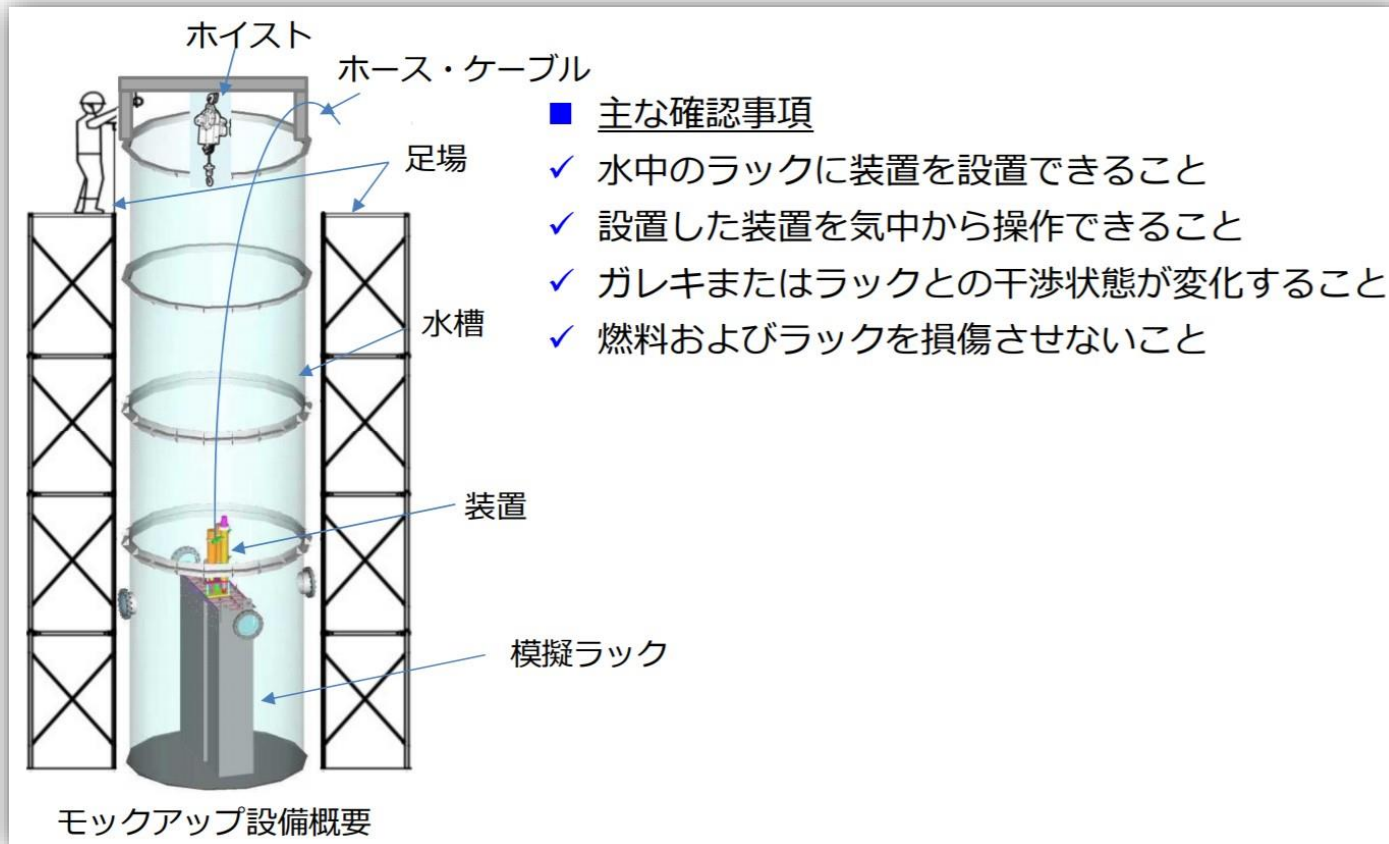 ホイスト
ホース・ケーブル
足場
水槽
装置
模擬ラック
モックアップ設備概要
■ 主な確認事項
✓ 水中のラックに装置を設置できること
✓ 設置した装置を気中から操作できること
✓ ガレキまたはラックとの干渉状態が変化すること
✓ 燃料およびラックを損傷させないこと